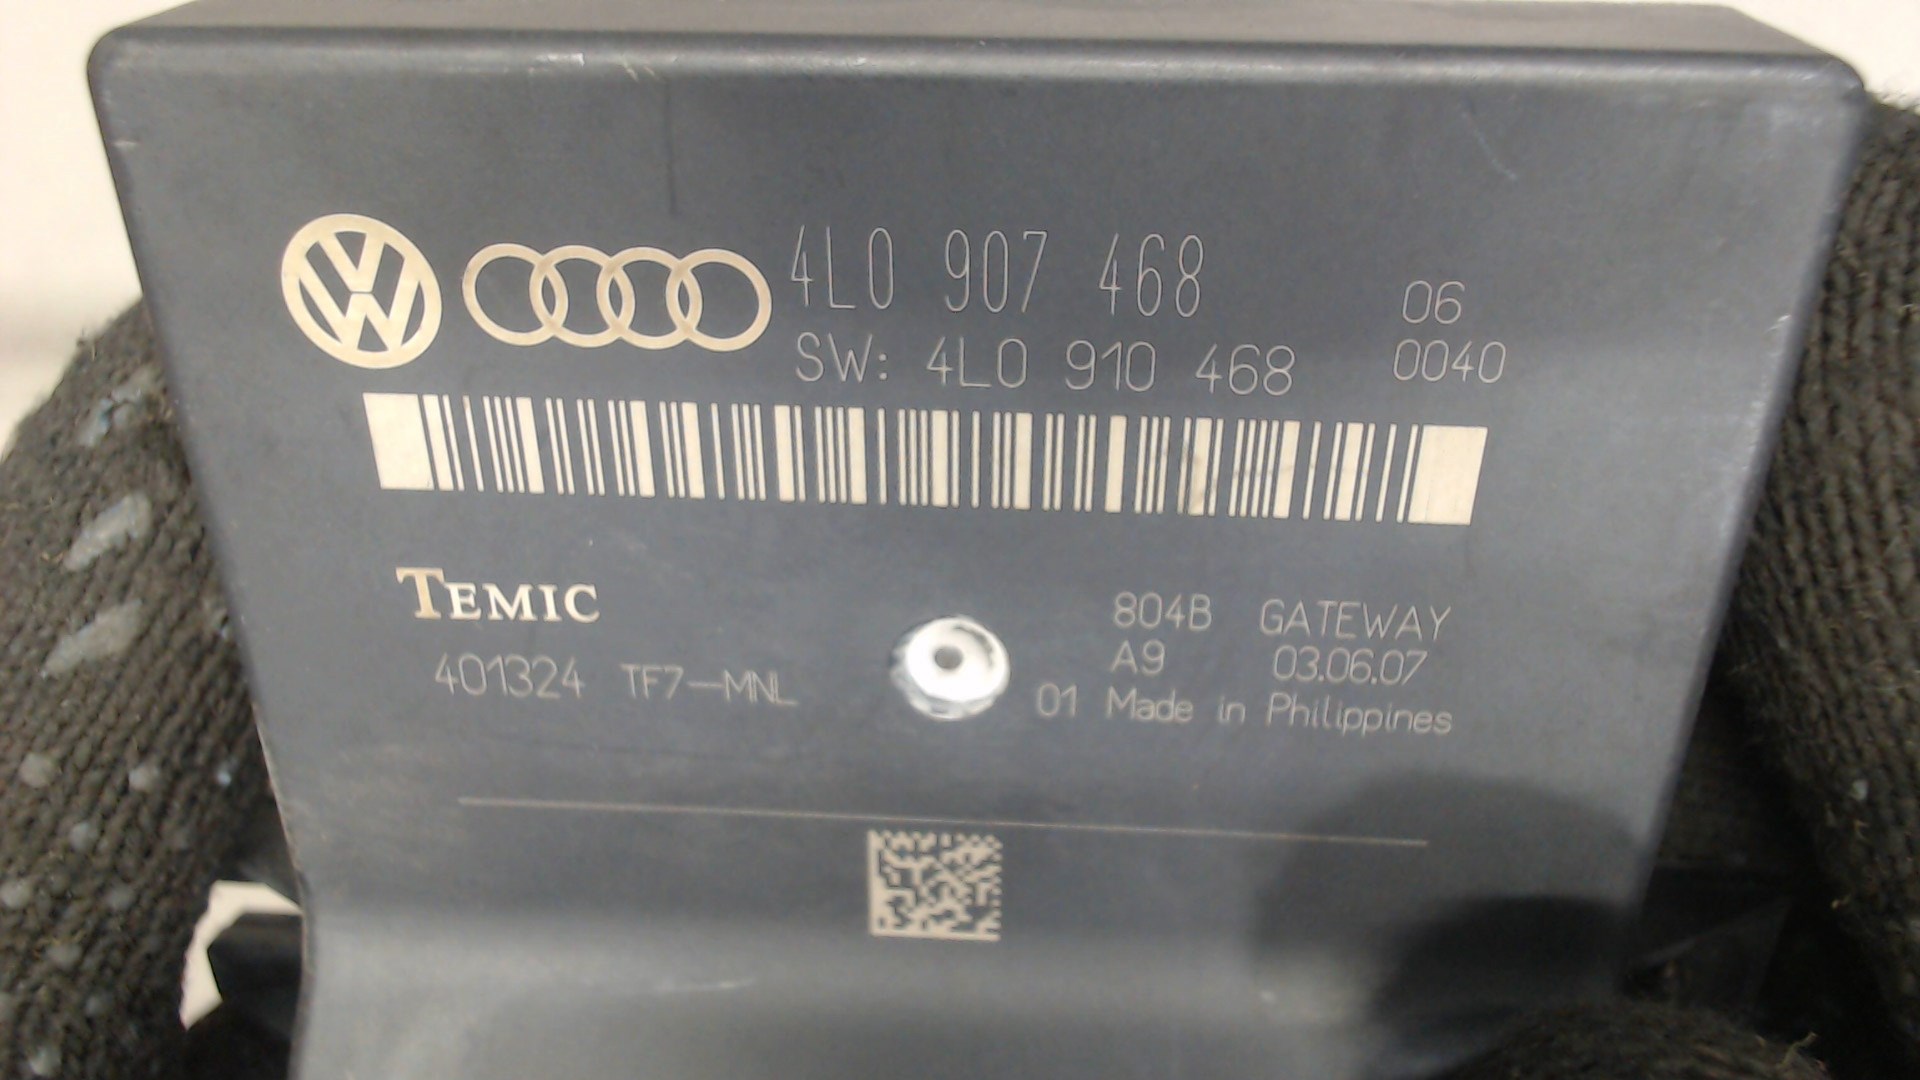 4L0 907 468 06
SW: 4L0 910 468 0040
TEMIC
401324 TF7-MNL
804B GATEWAY
A9 03.06.07
01 Made in Philippines